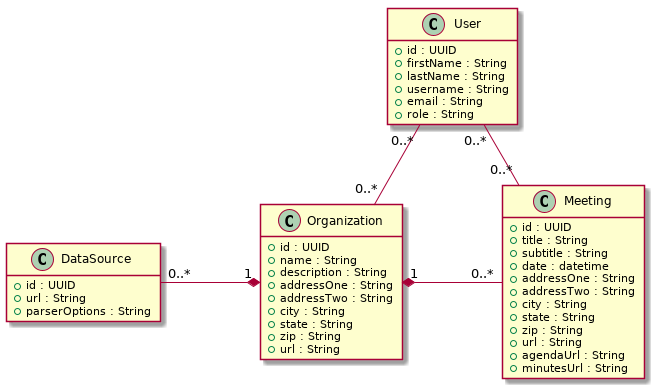 C User
id : UUID
firstName : String
lastName : String
username : String
email : String
role : String
0..* 0..*
0..* 0..*
C Organization
id : UUID
name : String
description : String
addressOne : String
addressTwo : String
city : String
state : String
zip : String
url : String
C Meeting
id : UUID
title : String
subtitle : String
date : datetime
addressOne : String
addressTwo : String
city : String
state : String
zip : String
url : String
agendaUrl : String
minutesUrl : String
C DataSource
id : UUID
url : String
parserOptions : String
0..* 1
1 0..*